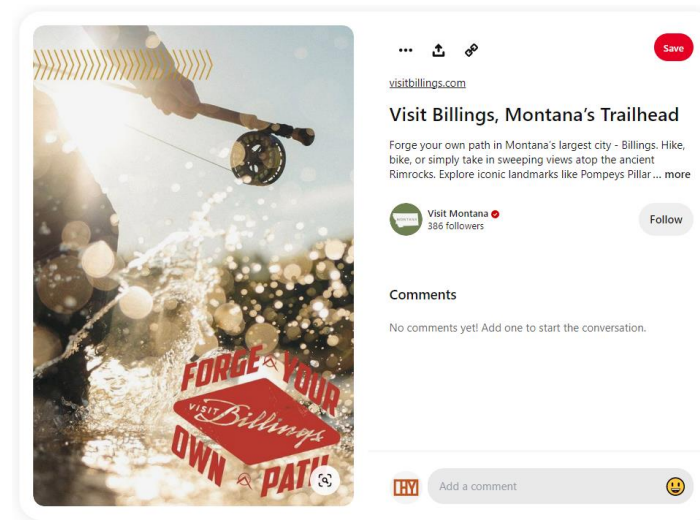 FORGE YOUR
VISIT Billings
OWN PATH
Save
visitbillings.com
Visit Billings, Montana's Trailhead
Forge your own path in Montana's largest city - Billings. Hike,
bike, or simply take in sweeping views atop the ancient
Rimrocks. Explore iconic landmarks like Pompeys Pillar ... more
Visit Montana
386 followers
Follow
Comments
No comments yet! Add one to start the conversation.
Add a comment